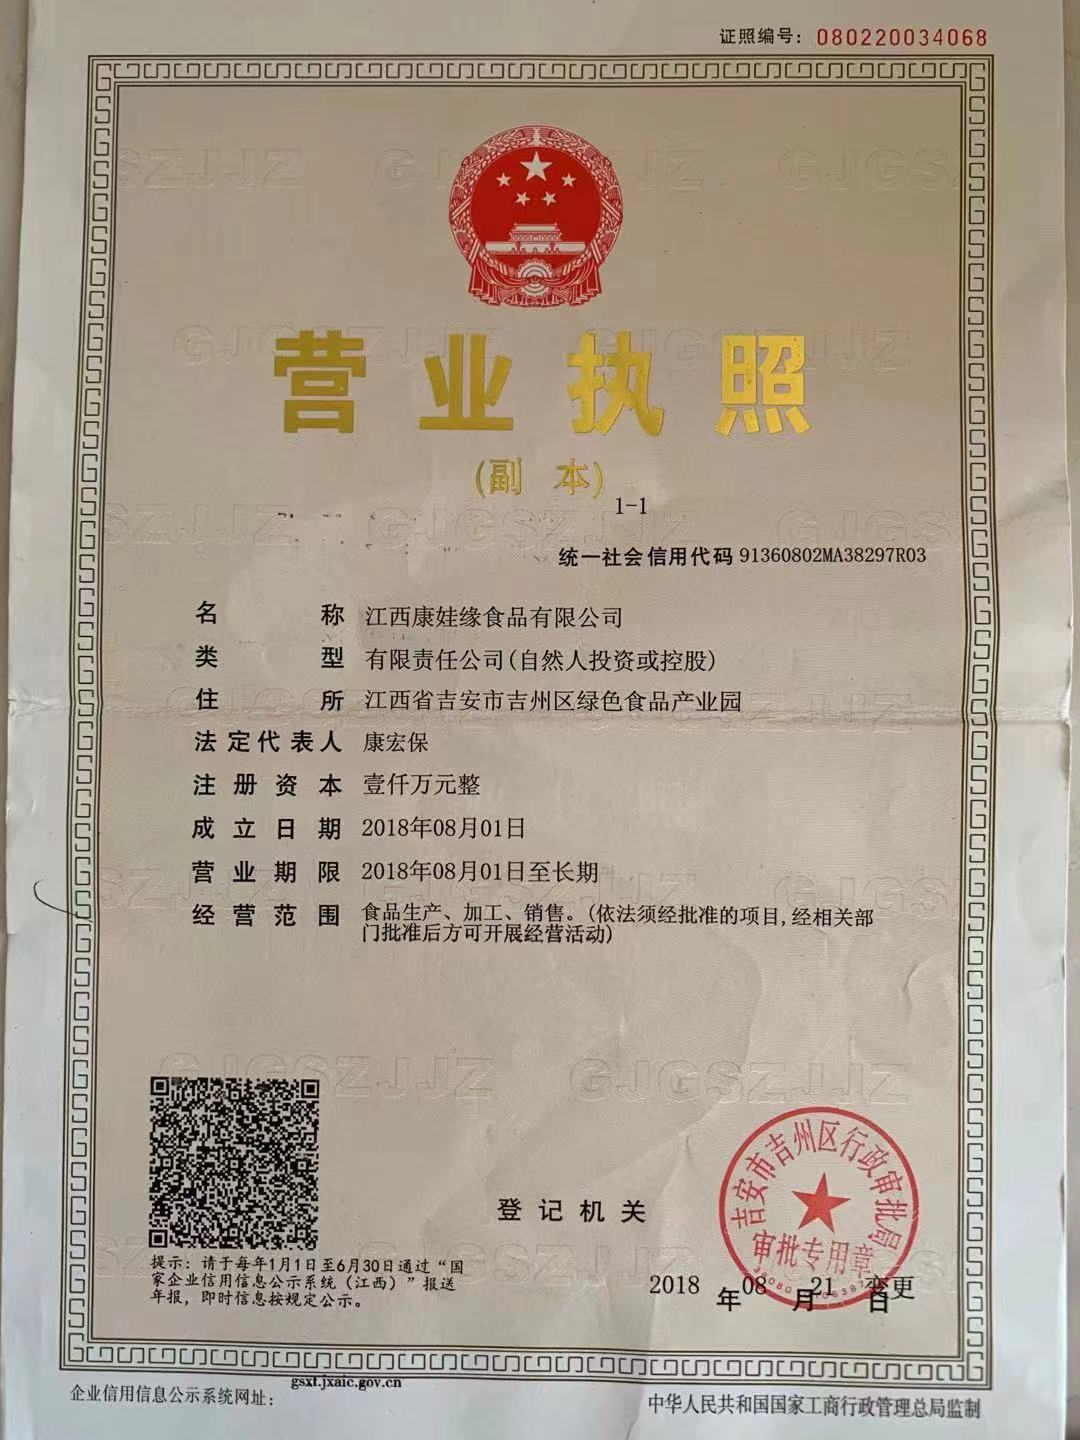 证照编号：080220034068
营业执照
(副本)
1-1
统一社会信用代码 91360802MA38297R03
名称 江西康娃缘食品有限公司
类型 有限责任公司(自然人投资或控股)
住所 江西省吉安市吉州区绿色食品产业园
法定代表人 康宏保
注册资本 壹仟万元整
成立日期 2018年08月01日
营业期限 2018年08月01日至长期
经营范围 食品生产、加工、销售。(依法须经批准的项目,经相关部
门批准后方可开展经营活动)
吉安市吉州区行政审批局
审批专用章
登记机关
2018年08月21日变更
提示：请于每年1月1日至6月30日通过“国
家企业信用信息公示系统（江西）”报送
年报，即时信息按规定公示。
企业信用信息公示系统网址：gsxt.jxaic.gov.cn
中华人民共和国国家工商行政管理总局监制